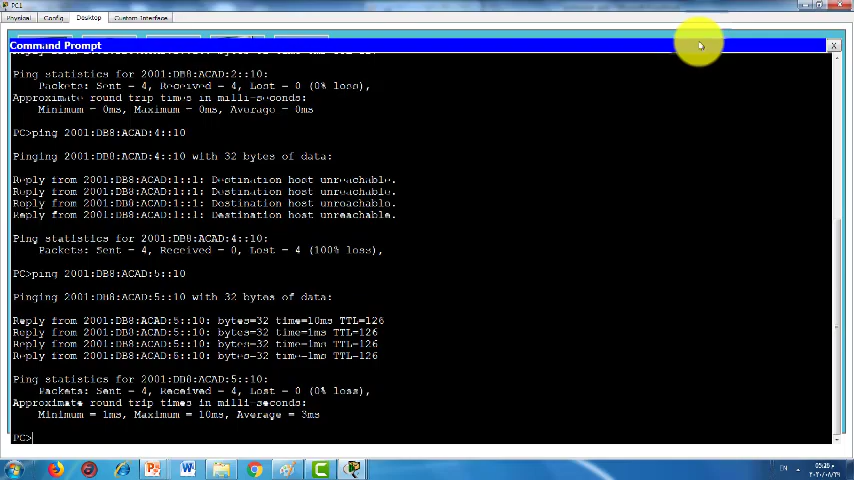 PC1
Physical Config Desktop Custom Interface
Command Prompt
X
Ping statistics for 2001:DB8:ACAD:2::10:
Packets: Sent = 4, Received = 4, Lost = 0 (0% loss),
Approximate round trip times in milli-seconds:
Minimum = 0ms, Maximum = 0ms, Average = 0ms
PC>ping 2001:DB8:ACAD:4::10
Pinging 2001:DB8:ACAD:4::10 with 32 bytes of data:
Reply from 2001:DB8:ACAD:1::1: Destination host unreachable.
Reply from 2001:DB8:ACAD:1::1: Destination host unreachable.
Reply from 2001:DB8:ACAD:1::1: Destination host unreachable.
Reply from 2001:DB8:ACAD:1::1: Destination host unreachable.
Ping statistics for 2001:DB8:ACAD:4::10:
Packets: Sent = 4, Received = 0, Lost = 4 (100% loss),
PC>ping 2001:DB8:ACAD:5::10
Pinging 2001:DB8:ACAD:5::10 with 32 bytes of data:
Reply from 2001:DB8:ACAD:5::10: bytes=32 time=10ms TTL=126
Reply from 2001:DB8:ACAD:5::10: bytes=32 time=1ms TTL=126
Reply from 2001:DB8:ACAD:5::10: bytes=32 time=1ms TTL=126
Reply from 2001:DB8:ACAD:5::10: bytes=32 time=1ms TTL=126
Ping statistics for 2001:DB8:ACAD:5::10:
Packets: Sent = 4, Received = 4, Lost = 0 (0% loss),
Approximate round trip times in milli-seconds:
Minimum = 1ms, Maximum = 10ms, Average = 3ms
PC>
EN